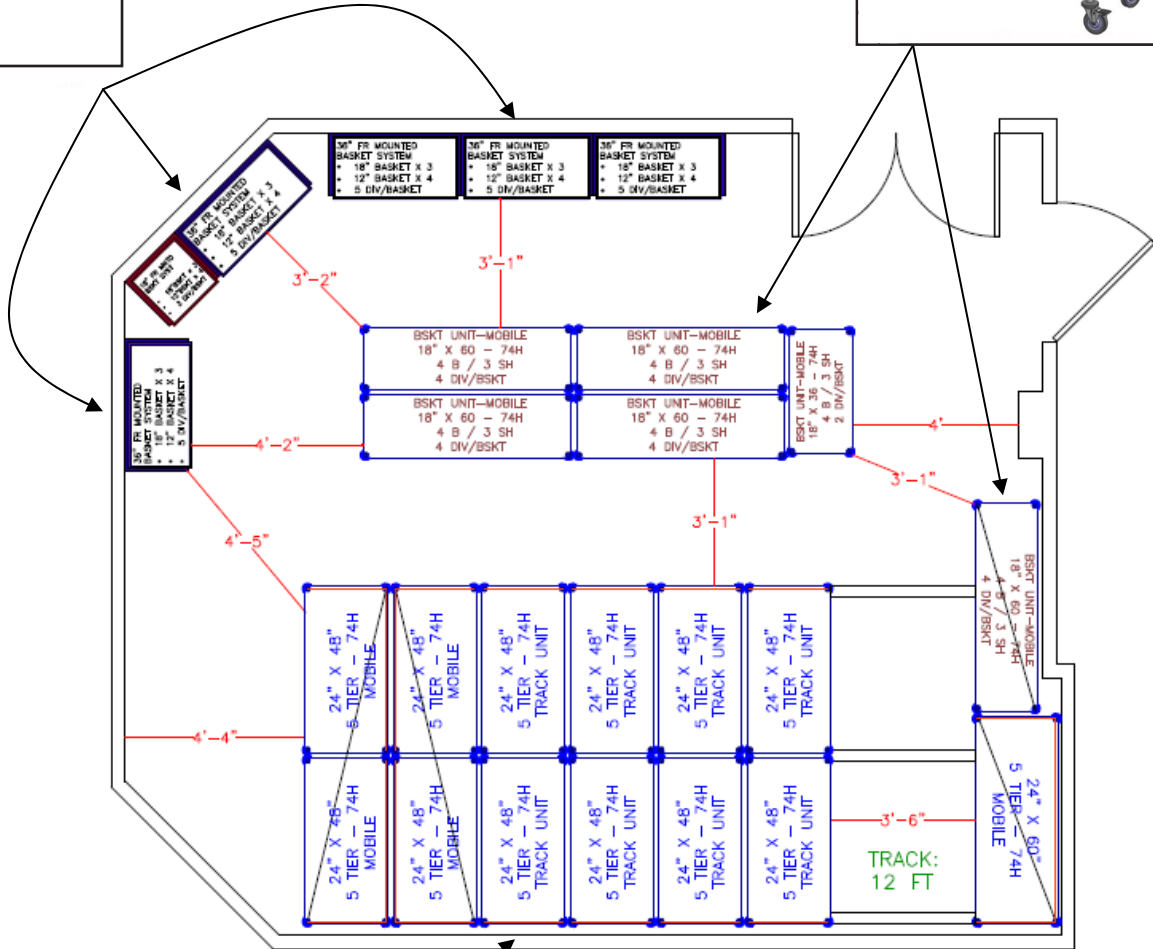 36" FR MOUNTED
BASKET SYSTEM
• 18" BASKET X 3
• 12" BASKET X 4
• 5 DIV/BASKET
36" FR MOUNTED
BASKET SYSTEM
• 18" BASKET X 3
• 12" BASKET X 4
• 5 DIV/BASKET
36" FR MOUNTED
BASKET SYSTEM
• 18" BASKET X 3
• 12" BASKET X 4
• 5 DIV/BASKET
36" FR MOUNTED
BASKET SYSTEM
• 18" BASKET X 3
• 12" BASKET X 4
• 5 DIV/BASKET
3'-2"
3'-1"
BSKT UNIT-MOBILE
18" X 60 - 74H
4 B / 3 SH
4 DIV/BSKT
BSKT UNIT-MOBILE
18" X 60 - 74H
4 B / 3 SH
4 DIV/BSKT
BSKT UNIT-MOBILE
18" X 36 - 74H
4 B / 3 SH
2 DIV/BSKT
36" FR MOUNTED
BASKET SYSTEM
• 18" BASKET X 3
• 12" BASKET X 4
• 5 DIV/BASKET
BSKT UNIT-MOBILE
18" X 60 - 74H
4 B / 3 SH
4 DIV/BSKT
BSKT UNIT-MOBILE
18" X 60 - 74H
4 B / 3 SH
4 DIV/BSKT
4'-2"
4'
3'-1"
3'-1"
4'-5"
BSKT UNIT-MOBILE
18" X 60 - 74H
4 B / 3 SH
4 DIV/BSKT
24" X 48"
5 TIER - 74H
MOBILE
24" X 48"
5 TIER - 74H
MOBILE
24" X 48"
5 TIER - 74H
TRACK UNIT
24" X 48"
5 TIER - 74H
TRACK UNIT
24" X 48"
5 TIER - 74H
TRACK UNIT
24" X 48"
5 TIER - 74H
TRACK UNIT
4'-4"
24" X 48"
5 TIER - 74H
MOBILE
24" X 48"
5 TIER - 74H
MOBILE
24" X 48"
5 TIER - 74H
TRACK UNIT
24" X 48"
5 TIER - 74H
TRACK UNIT
24" X 48"
5 TIER - 74H
TRACK UNIT
24" X 48"
5 TIER - 74H
TRACK UNIT
3'-6"
TRACK:
12 FT
24" X 60"
5 TIER - 74H
MOBILE